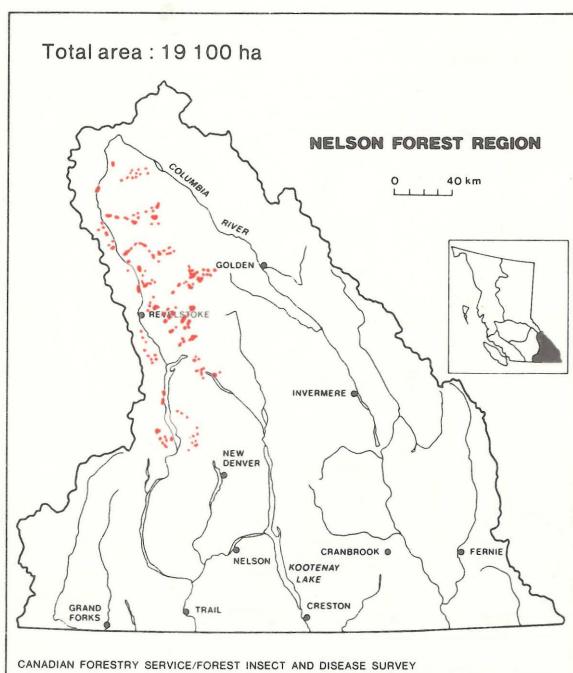 Total area : 19 100 ha
NELSON FOREST REGION
0 40 km
COLUMBIA
RIVER
GOLDEN
REVELSTOKE
INVERMERE
NEW
DENVER
NELSON
KOOTENAY
LAKE
CRANBROOK
FERNIE
GRAND
FORKS
TRAIL
CRESTON
CANADIAN FORESTRY SERVICE/FOREST INSECT AND DISEASE SURVEY